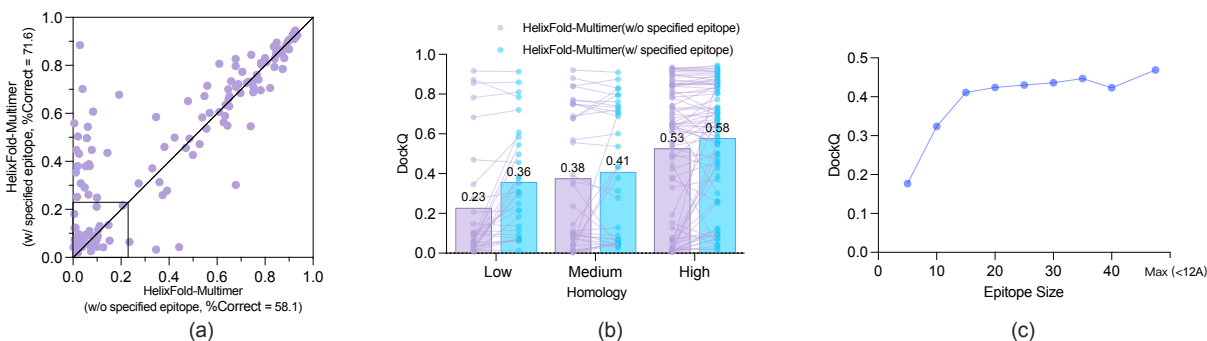 HelixFold-Multimer
(w/ specified epitope, %Correct = 71.6)
1.0
0.8
0.6
0.4
0.2
0.0
0.0 0.2 0.4 0.6 0.8 1.0
HelixFold-Multimer
(w/o specified epitope, %Correct = 58.1)
(a)
HelixFold-Multimer(w/o specified epitope)
HelixFold-Multimer(w/ specified epitope)
DockQ
1.0
0.8
0.6
0.4
0.2
0.0
0.23
0.36
0.38
0.41
0.53
0.58
Low Medium High
Homology
(b)
DockQ
0.5
0.4
0.3
0.2
0.1
0.0
0 10 20 30 40 Max (<12A)
Epitope Size
(c)